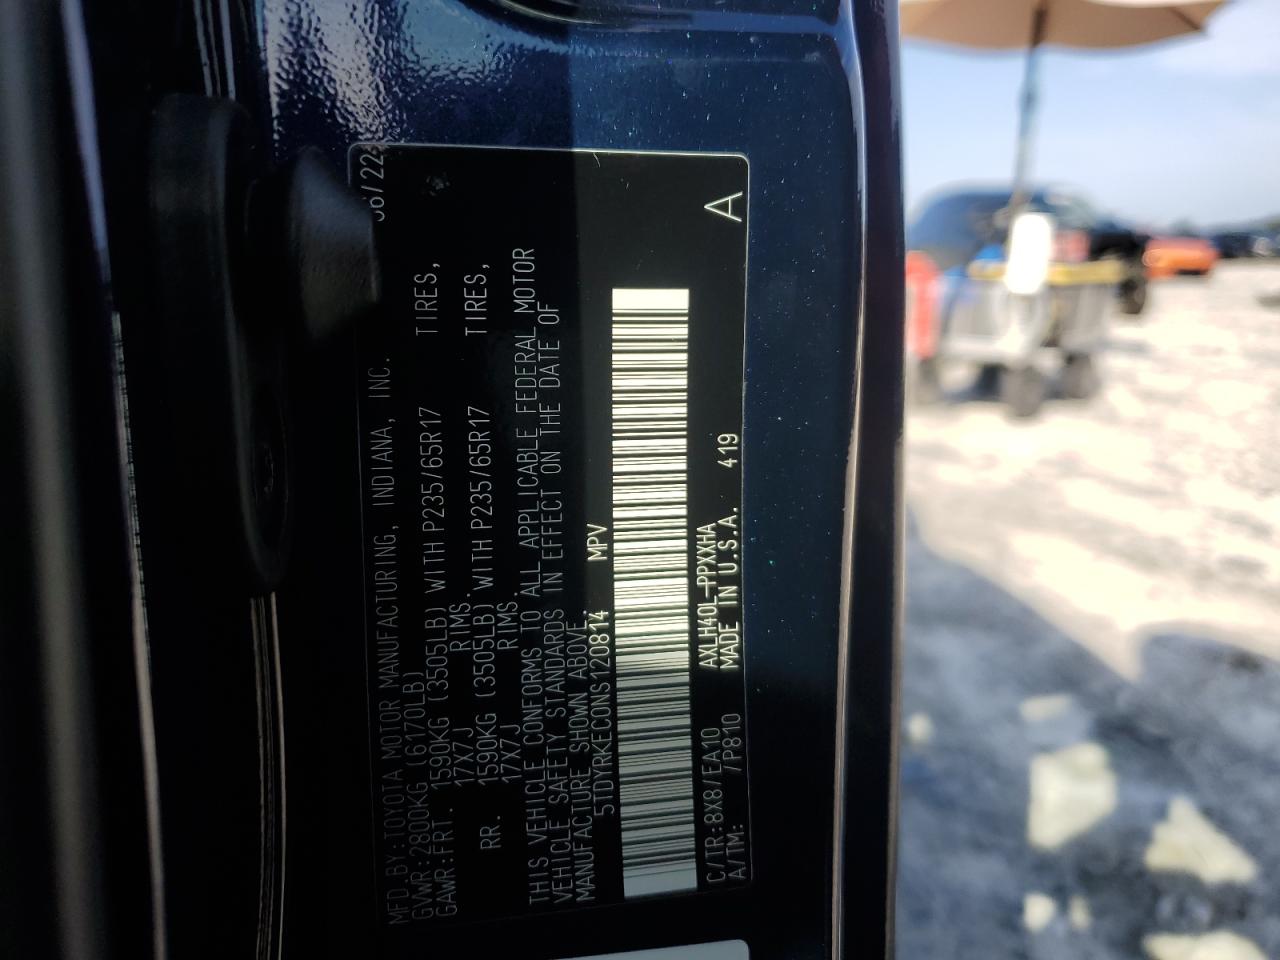 MFD.BY:TOYOTA MOTOR MANUFACTURING, INDIANA, INC. /22
GVWR:2800KG (6170LB)
GAWR:FRT. 1590KG (3505LB) WITH P235/65R17 TIRES,
17X7J RIMS.
RR. 1590KG (3505LB) WITH P235/65R17 TIRES,
17X7J RIMS.
THIS VEHICLE CONFORMS TO ALL APPLICABLE FEDERAL MOTOR
VEHICLE SAFETY STANDARDS IN EFFECT ON THE DATE OF
MANUFACTURE SHOWN ABOVE.
5TDYRKEC0NS120814 MPV
C/TR:8X8/EA10 AXLH40L-PPXXHA A
A/TM: /P810 MADE IN U.S.A. 419